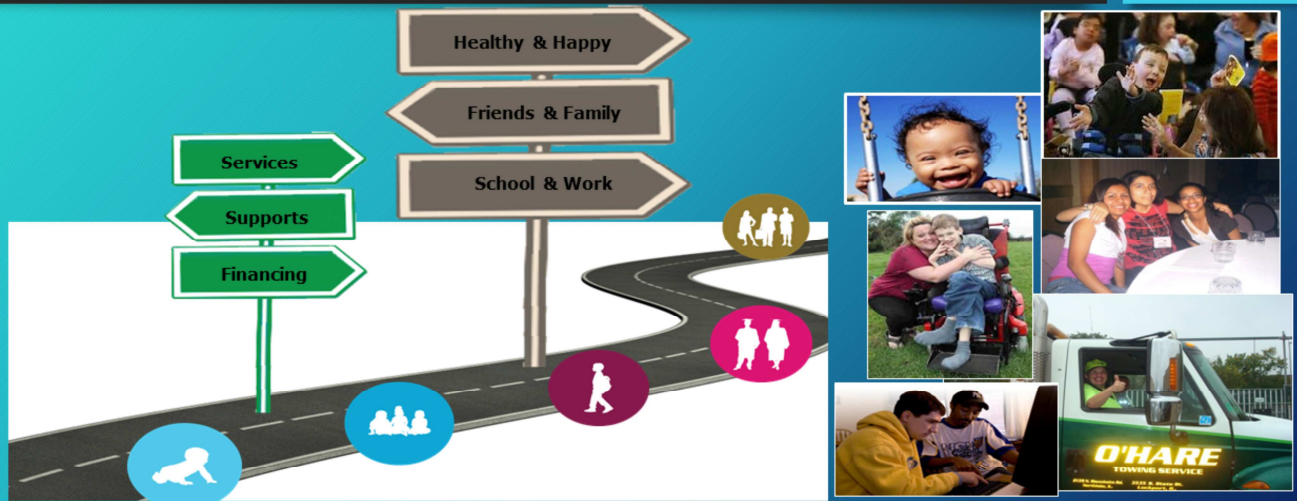 Healthy & Happy
Friends & Family
School & Work
Services
Supports
Financing
O'HARE
TOWING SERVICE